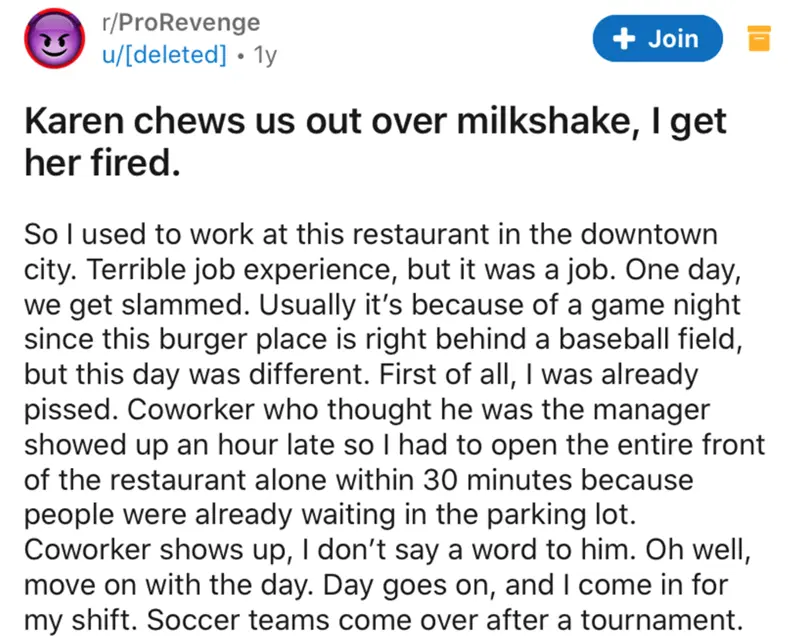 r/ProRevenge
u/[deleted] • 1y
+ Join
Karen chews us out over milkshake, I get
her fired.
So I used to work at this restaurant in the downtown
city. Terrible job experience, but it was a job. One day,
we get slammed. Usually it’s because of a game night
since this burger place is right behind a baseball field,
but this day was different. First of all, I was already
pissed. Coworker who thought he was the manager
showed up an hour late so I had to open the entire front
of the restaurant alone within 30 minutes because
people were already waiting in the parking lot.
Coworker shows up, I don’t say a word to him. Oh well,
move on with the day. Day goes on, and I come in for
my shift. Soccer teams come over after a tournament.